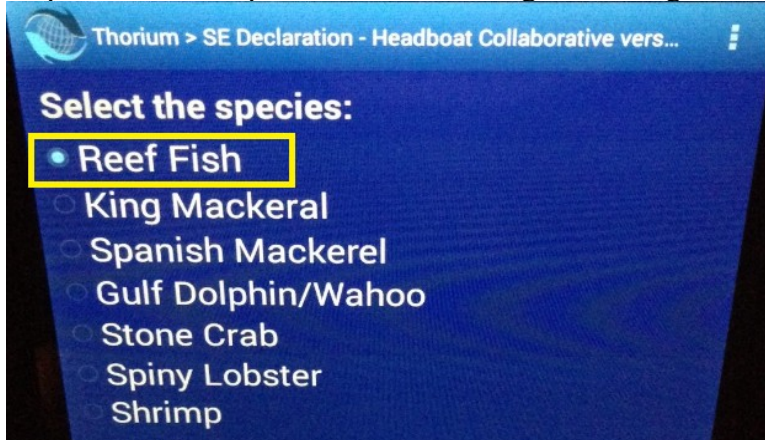 Thorium > SE Declaration - Headboat Collaborative vers...
Select the species:
Reef Fish
King Mackeral
Spanish Mackerel
Gulf Dolphin/Wahoo
Stone Crab
Spiny Lobster
Shrimp